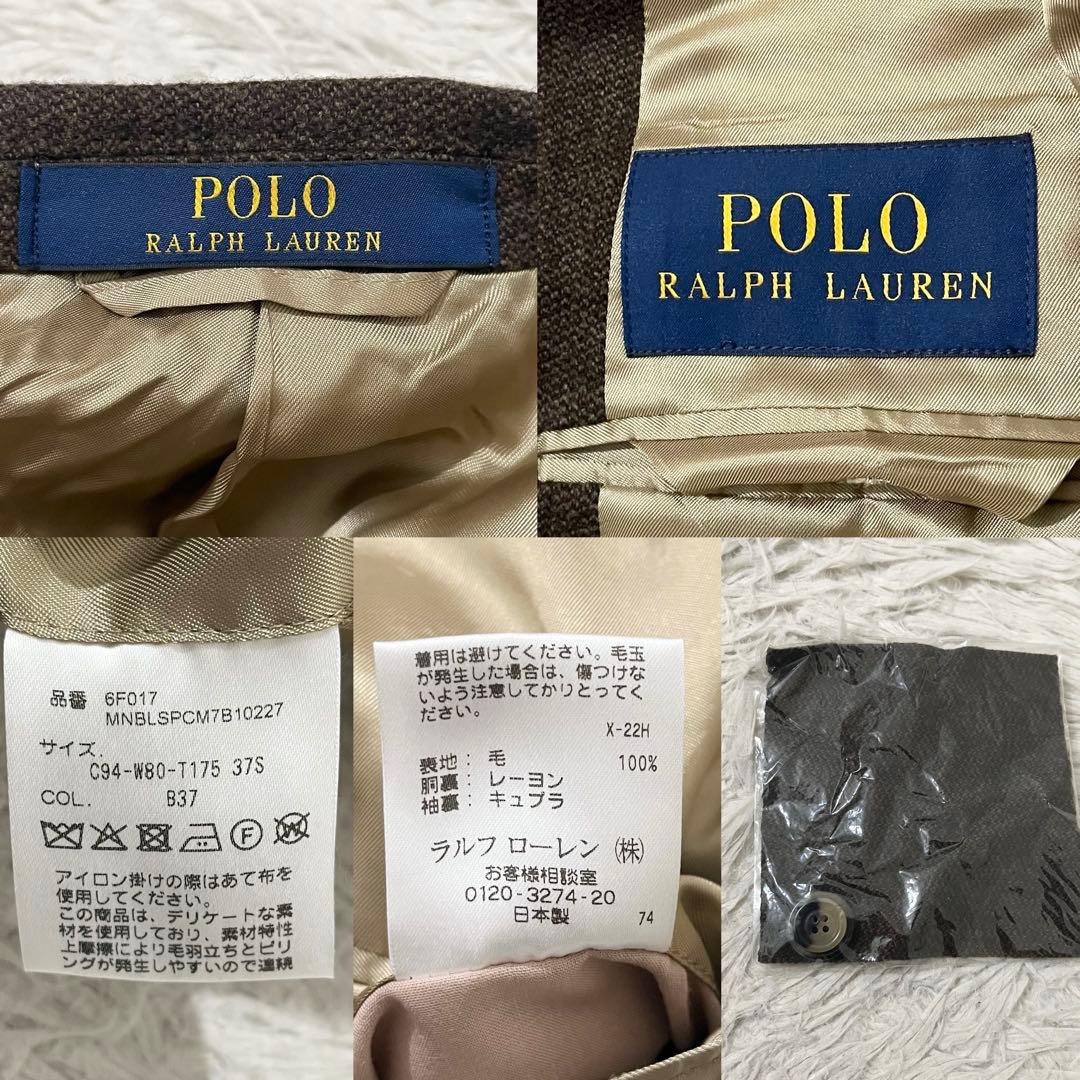 POLO
RALPH LAUREN
POLO
RALPH LAUREN
品番 6F017
MNBLSPCM7B10227
サイズ.
C94-W80-T175 37S
COL. B37
アイロン掛けの際はあて布を
使用してください。
この商品は、デリケートな素
材を使用しており、素材特性
上摩擦により毛羽立ちとピリ
ングが発生しやすいので連続
着用は避けてください。毛玉
が発生した場合は、傷つけな
いよう注意してかりとってく
ださい。
X-22H
表地: 毛 100%
胴裏: レーヨン
袖裏: キュプラ
ラルフ ローレン ㈱
お客様相談室
0120-3274-20
日本製 74